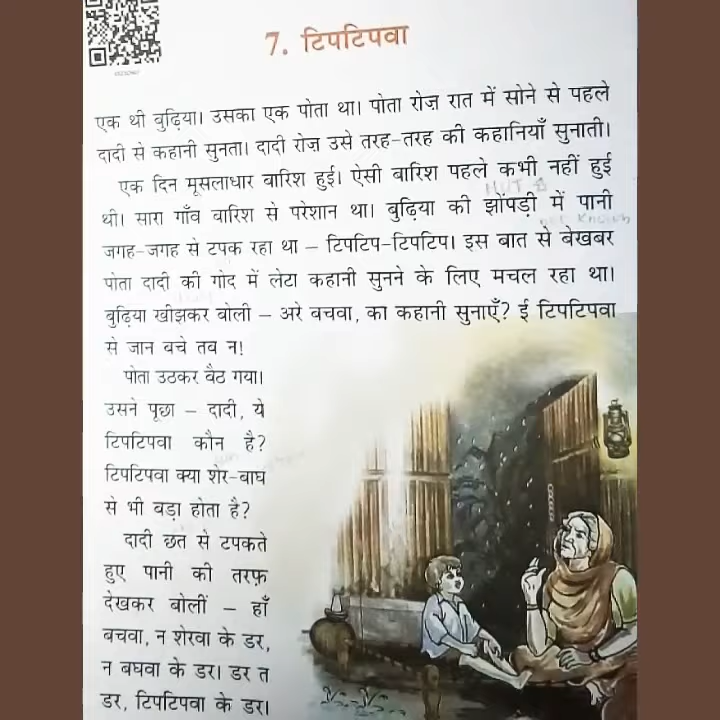 7. टिपटिपवा
एक थी बुढ़िया। उसका एक पोता था। पोता रोज़ रात में सोने से पहले
दादी से कहानी सुनता। दादी रोज़ उसे तरह-तरह की कहानियाँ सुनाती।
एक दिन मूसलाधार बारिश हुई। ऐसी बारिश पहले कभी नहीं हुई
HUT
थी। सारा गाँव बारिश से परेशान था। बुढ़िया की झोंपड़ी में पानी
not known
जगह-जगह से टपक रहा था – टिपटिप-टिपटिप। इस बात से बेखबर
पोता दादी की गोद में लेटा कहानी सुनने के लिए मचल रहा था।
बुढ़िया खीझकर बोली – अरे बचवा, का कहानी सुनाएँ? ई टिपटिपवा
से जान बचे तब न!
पोता उठकर बैठ गया।
उसने पूछा – दादी, ये
टिपटिपवा कौन है?
टिपटिपवा क्या शेर-बाघ
से भी बड़ा होता है?
दादी छत से टपकते
हुए पानी की तरफ़
देखकर बोलीं – हाँ
बचवा, न शेरवा के डर,
न बघवा के डर। डर त
डर, टिपटिपवा के डर।